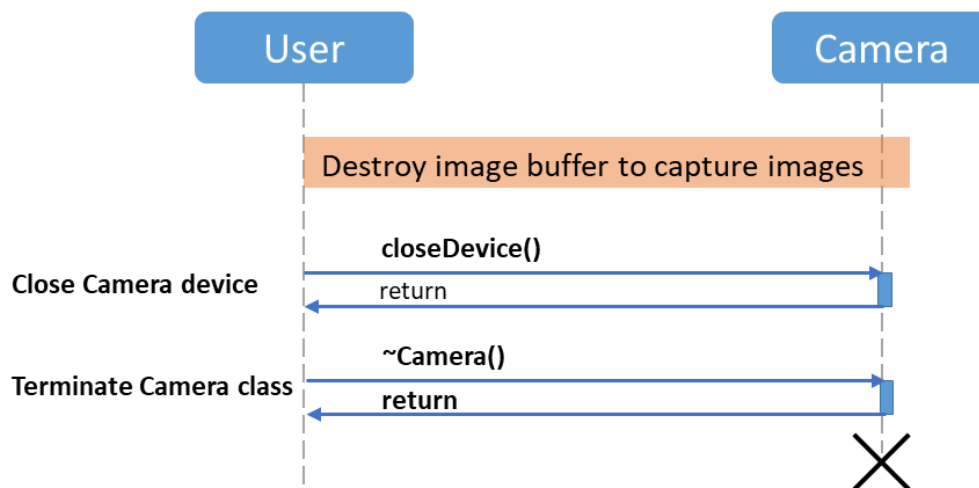 User
Camera
Destroy image buffer to capture images
closeDevice()
Close Camera device
return
~Camera()
Terminate Camera class
return